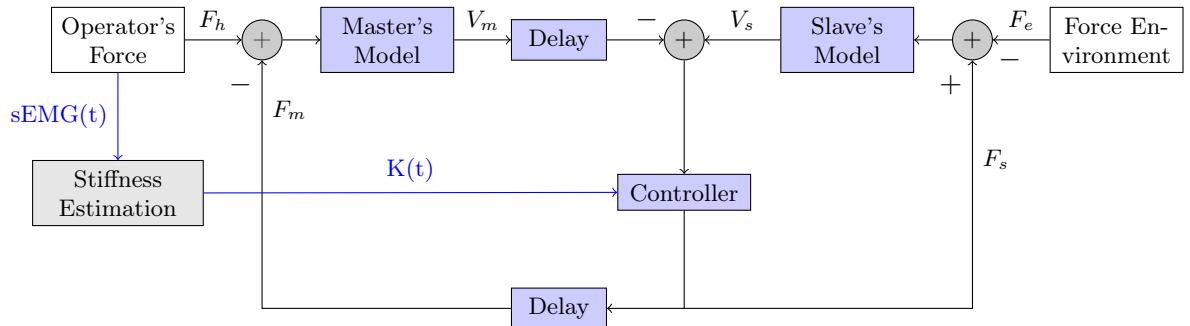 Operator's
Force
F_h
+
−
Master's
Model
V_m
Delay
−
+
V_s
Slave's
Model
+
−
+
F_e
Force En-
vironment
sEMG(t)
F_m
F_s
Stiffness
Estimation
K(t)
Controller
Delay